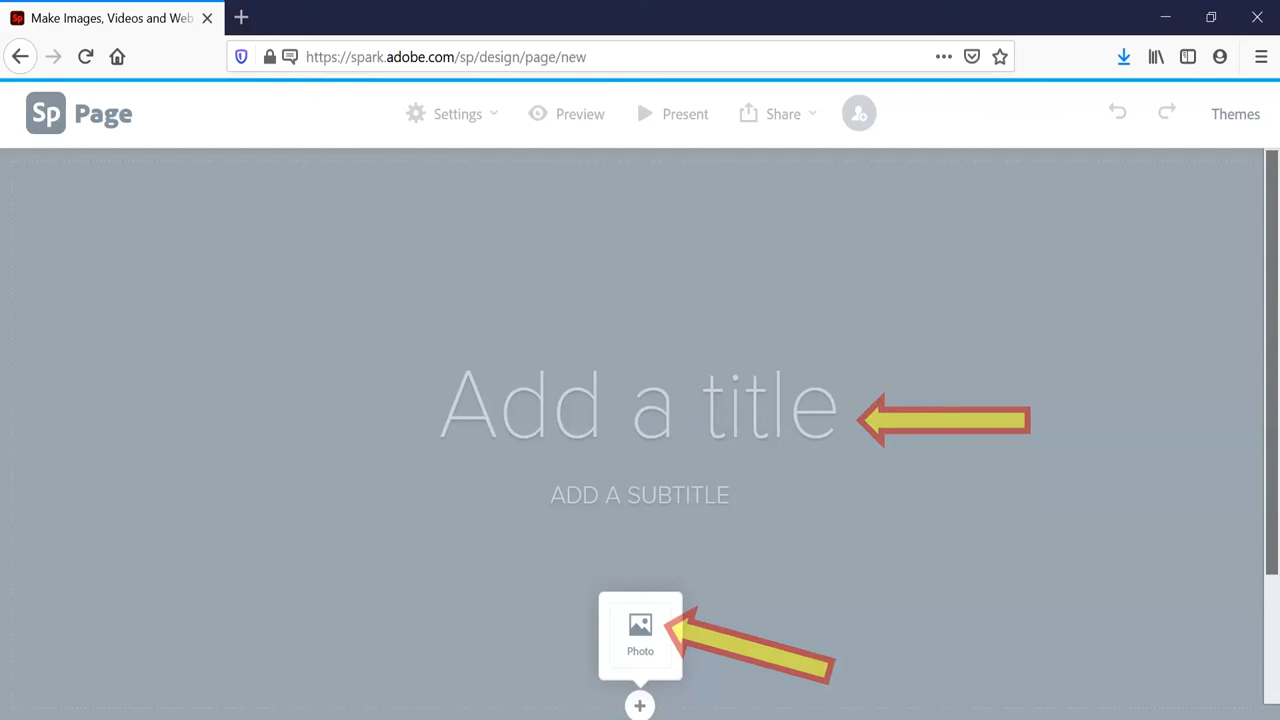 Sp Make Images, Videos and Web
https://spark.adobe.com/sp/design/page/new
Sp Page Settings Preview Present Share Themes
Add a title
ADD A SUBTITLE
Photo